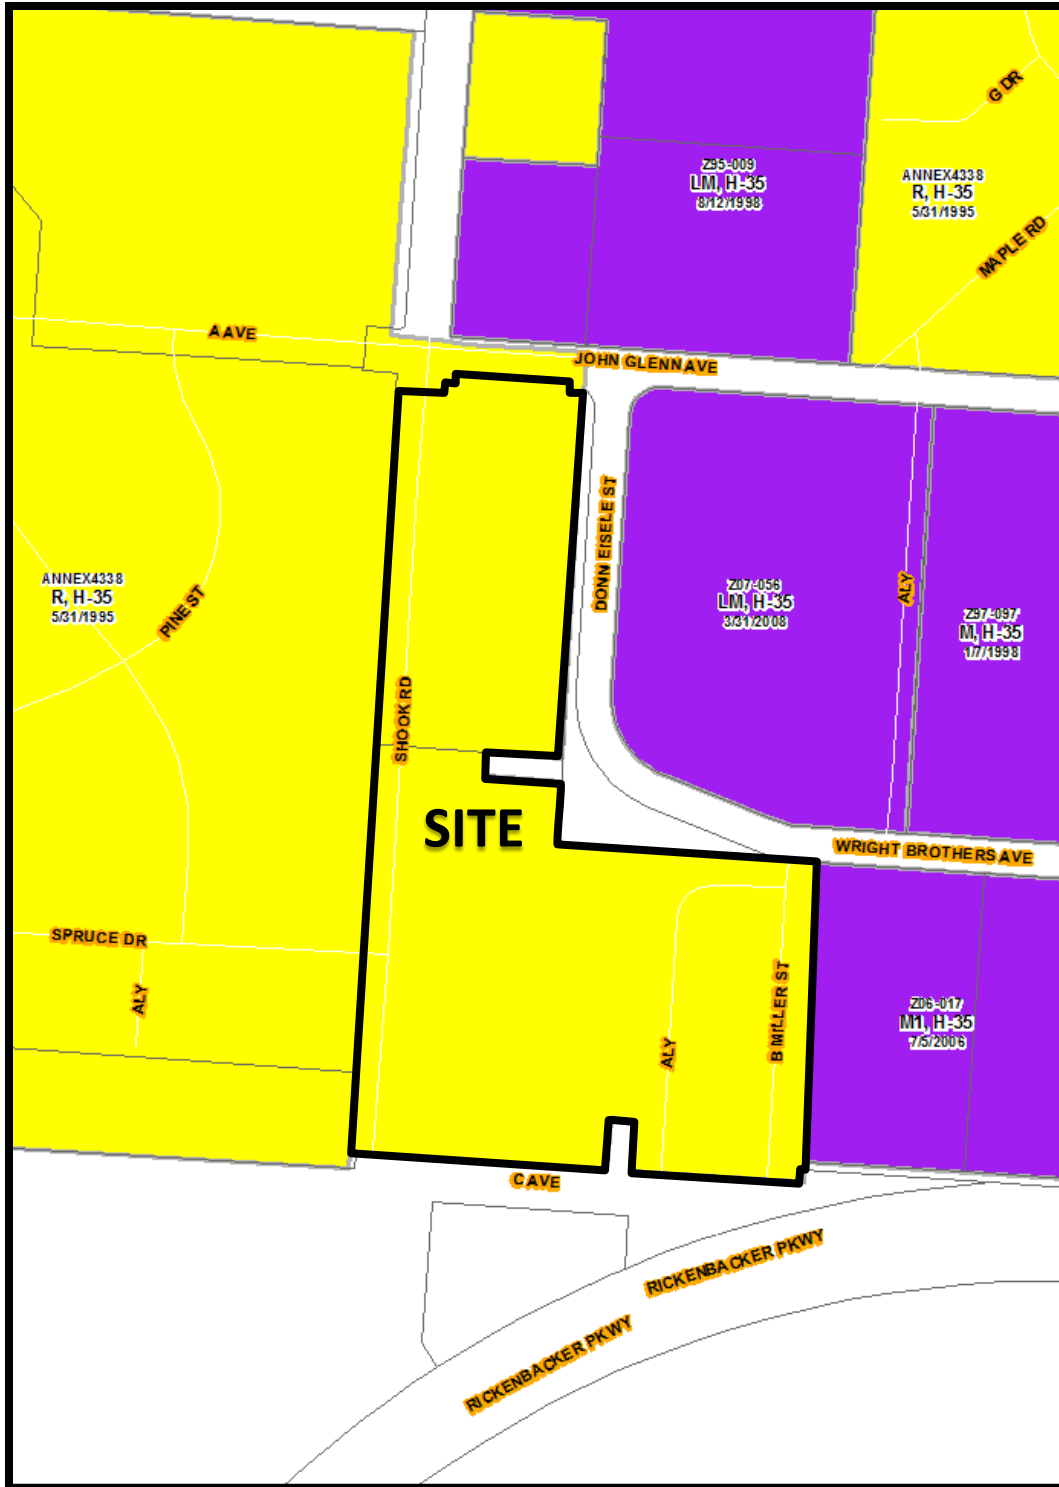 G DR
Z95-009
LM, H-35
8/12/1998
ANNEX4338
R, H-35
5/31/1995
MAPLE RD
A AVE
JOHN GLENN AVE
DONN EISELE ST
ANNEX4338
R, H-35
5/31/1995
PINE ST
Z07-056
LM, H-35
3/31/2008
ALY
Z97-097
M, H-35
1/7/1998
SHOOK RD
SITE
WRIGHT BROTHERS AVE
SPRUCE DR
ALY
ALY
B MILLER ST
Z06-017
M1, H-35
7/5/2006
C AVE
RICKENBACKER PKWY
RICKENBACKER PKWY